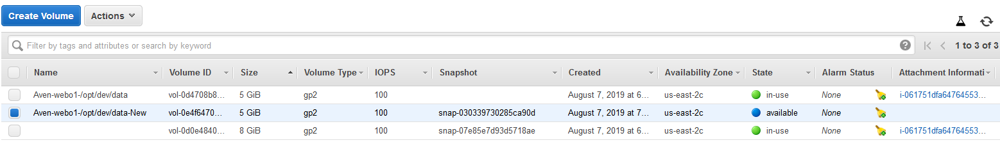 Create Volume Actions
Filter by tags and attributes or search by keyword ? 1 to 3 of 3
Name Volume ID Size Volume Type IOPS Snapshot Created Availability Zone State Alarm Status Attachment Informati
Aven-webo1-/opt/dev/data vol-0d4708b8... 5 GiB gp2 100 August 7, 2019 at 6... us-east-2c in-use None i-061751dfa64764553...
Aven-webo1-/opt/dev/data-New vol-0e4f6470... 5 GiB gp2 100 snap-030339730285ca90d August 7, 2019 at 7... us-east-2c available None
vol-0d0e4840... 8 GiB gp2 100 snap-07e85e7d93d5718ae August 7, 2019 at 6... us-east-2c in-use None i-061751dfa64764553...